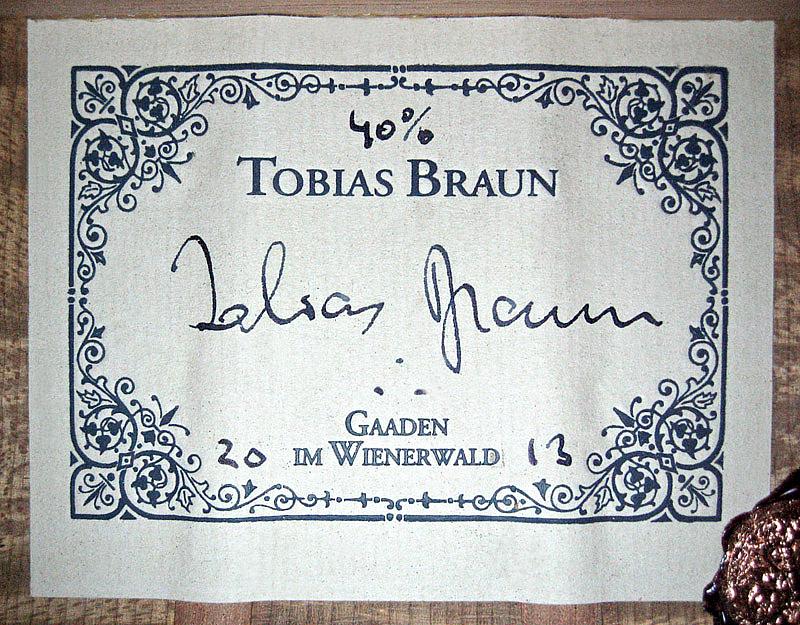 40%
TOBIAS BRAUN
Tobias Braun
GAADEN
20 IM WIENERWALD 13